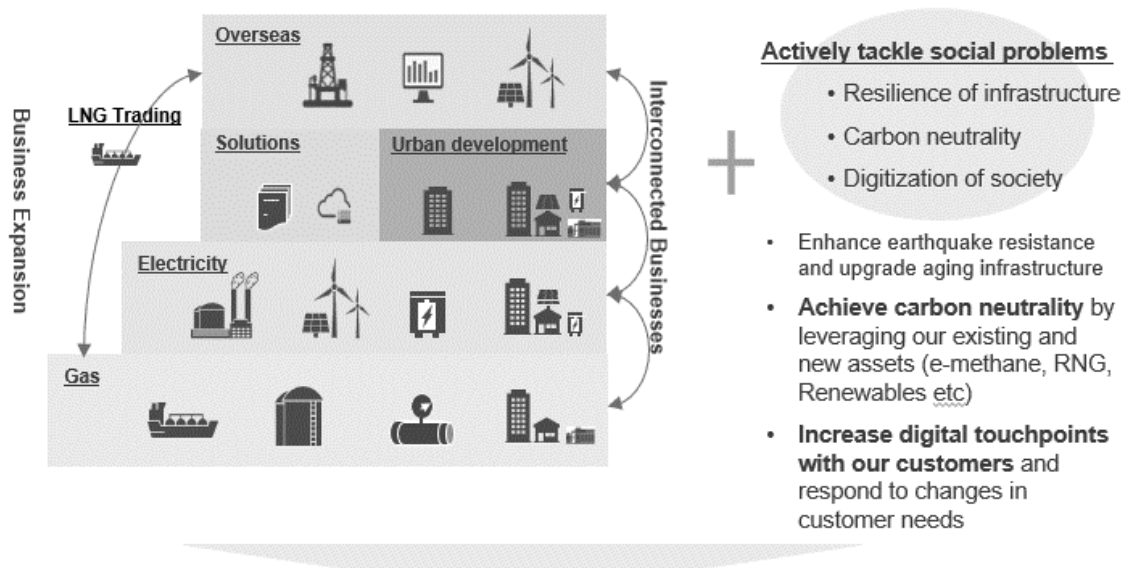 Overseas
LNG Trading
Solutions
Urban development
Electricity
Gas
Business Expansion
Interconnected Businesses
Actively tackle social problems
• Resilience of infrastructure
• Carbon neutrality
• Digitization of society
• Enhance earthquake resistance
and upgrade aging infrastructure
• Achieve carbon neutrality by
leveraging our existing and
new assets (e-methane, RNG,
Renewables etc)
• Increase digital touchpoints
with our customers and
respond to changes in
customer needs